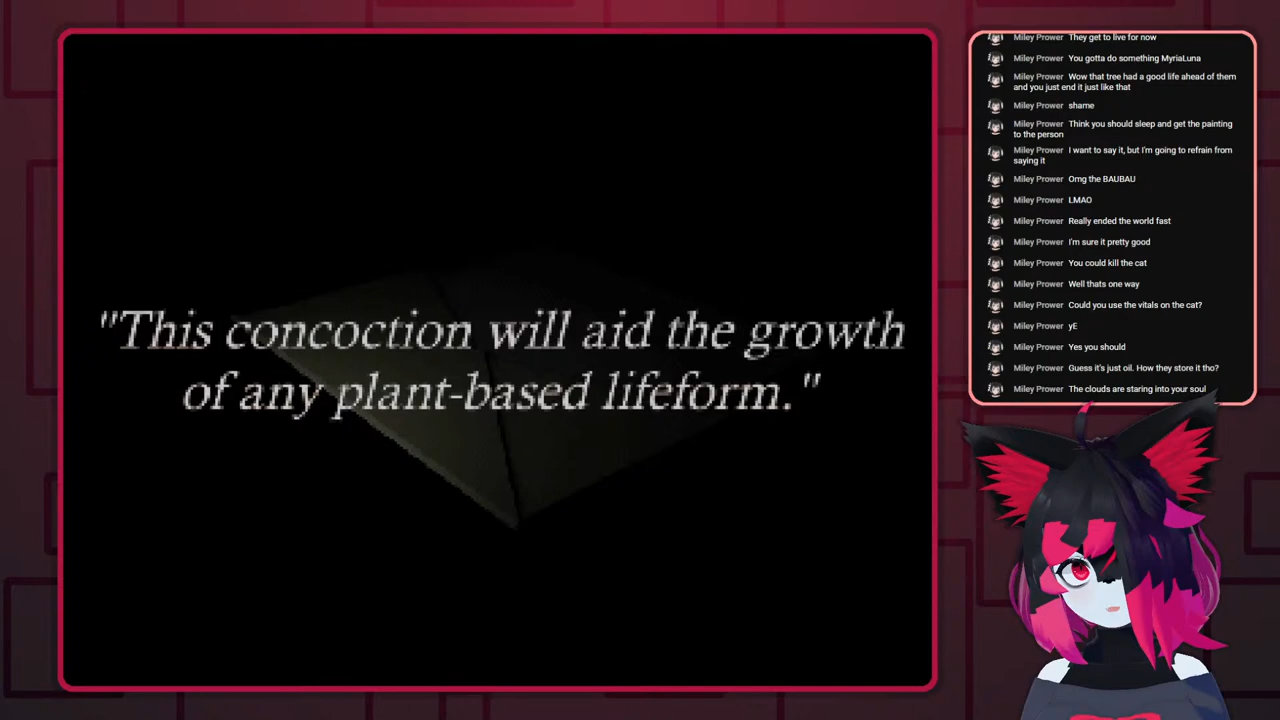 "This concoction will aid the growth
of any plant-based lifeform."
Miley Prower They get to live for now
Miley Prower You gotta do something MyriaLuna
Miley Prower Wow that tree had a good life ahead of them
and you just end it just like that
Miley Prower shame
Miley Prower Think you should sleep and get the painting
to the person
Miley Prower I want to say it, but I'm going to refrain from
saying it
Miley Prower Omg the BAUBAU
Miley Prower LMAO
Miley Prower Really ended the world fast
Miley Prower I'm sure it pretty good
Miley Prower You could kill the cat
Miley Prower Well thats one way
Miley Prower Could you use the vitals on the cat?
Miley Prower yE
Miley Prower Yes you should
Miley Prower Guess it's just oil. How they store it tho?
Miley Prower The clouds are staring into your soul